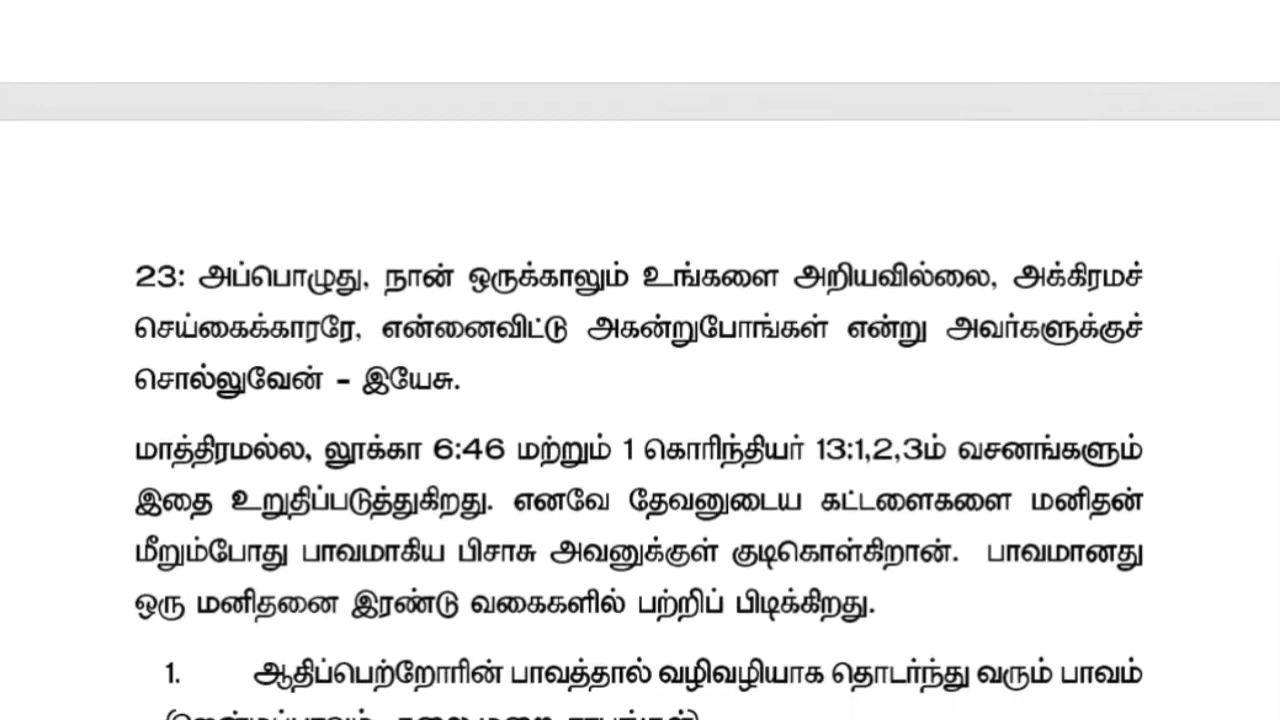 23: அப்பொழுது, நான் ஒருக்காலும் உங்களை அறியவில்லை, அக்கிரமச்
செய்கைக்காரரே, என்னைவிட்டு அகன்றுபோங்கள் என்று அவர்களுக்குச்
சொல்லுவேன் – இயேசு.
மாத்திரமல்ல, லூக்கா 6:46 மற்றும் 1 கொரிந்தியர் 13:1,2,3ம் வசனங்களும்
இதை உறுதிப்படுத்துகிறது. எனவே தேவனுடைய கட்டளைகளை மனிதன்
மீறும்போது பாவமாகிய பிசாசு அவனுக்குள் குடிகொள்கிறான். பாவமானது
ஒரு மனிதனை இரண்டு வகைகளில் பற்றிப் பிடிக்கிறது.
1. ஆதிப்பெற்றோரின் பாவத்தால் வழிவழியாக தொடர்ந்து வரும் பாவம்